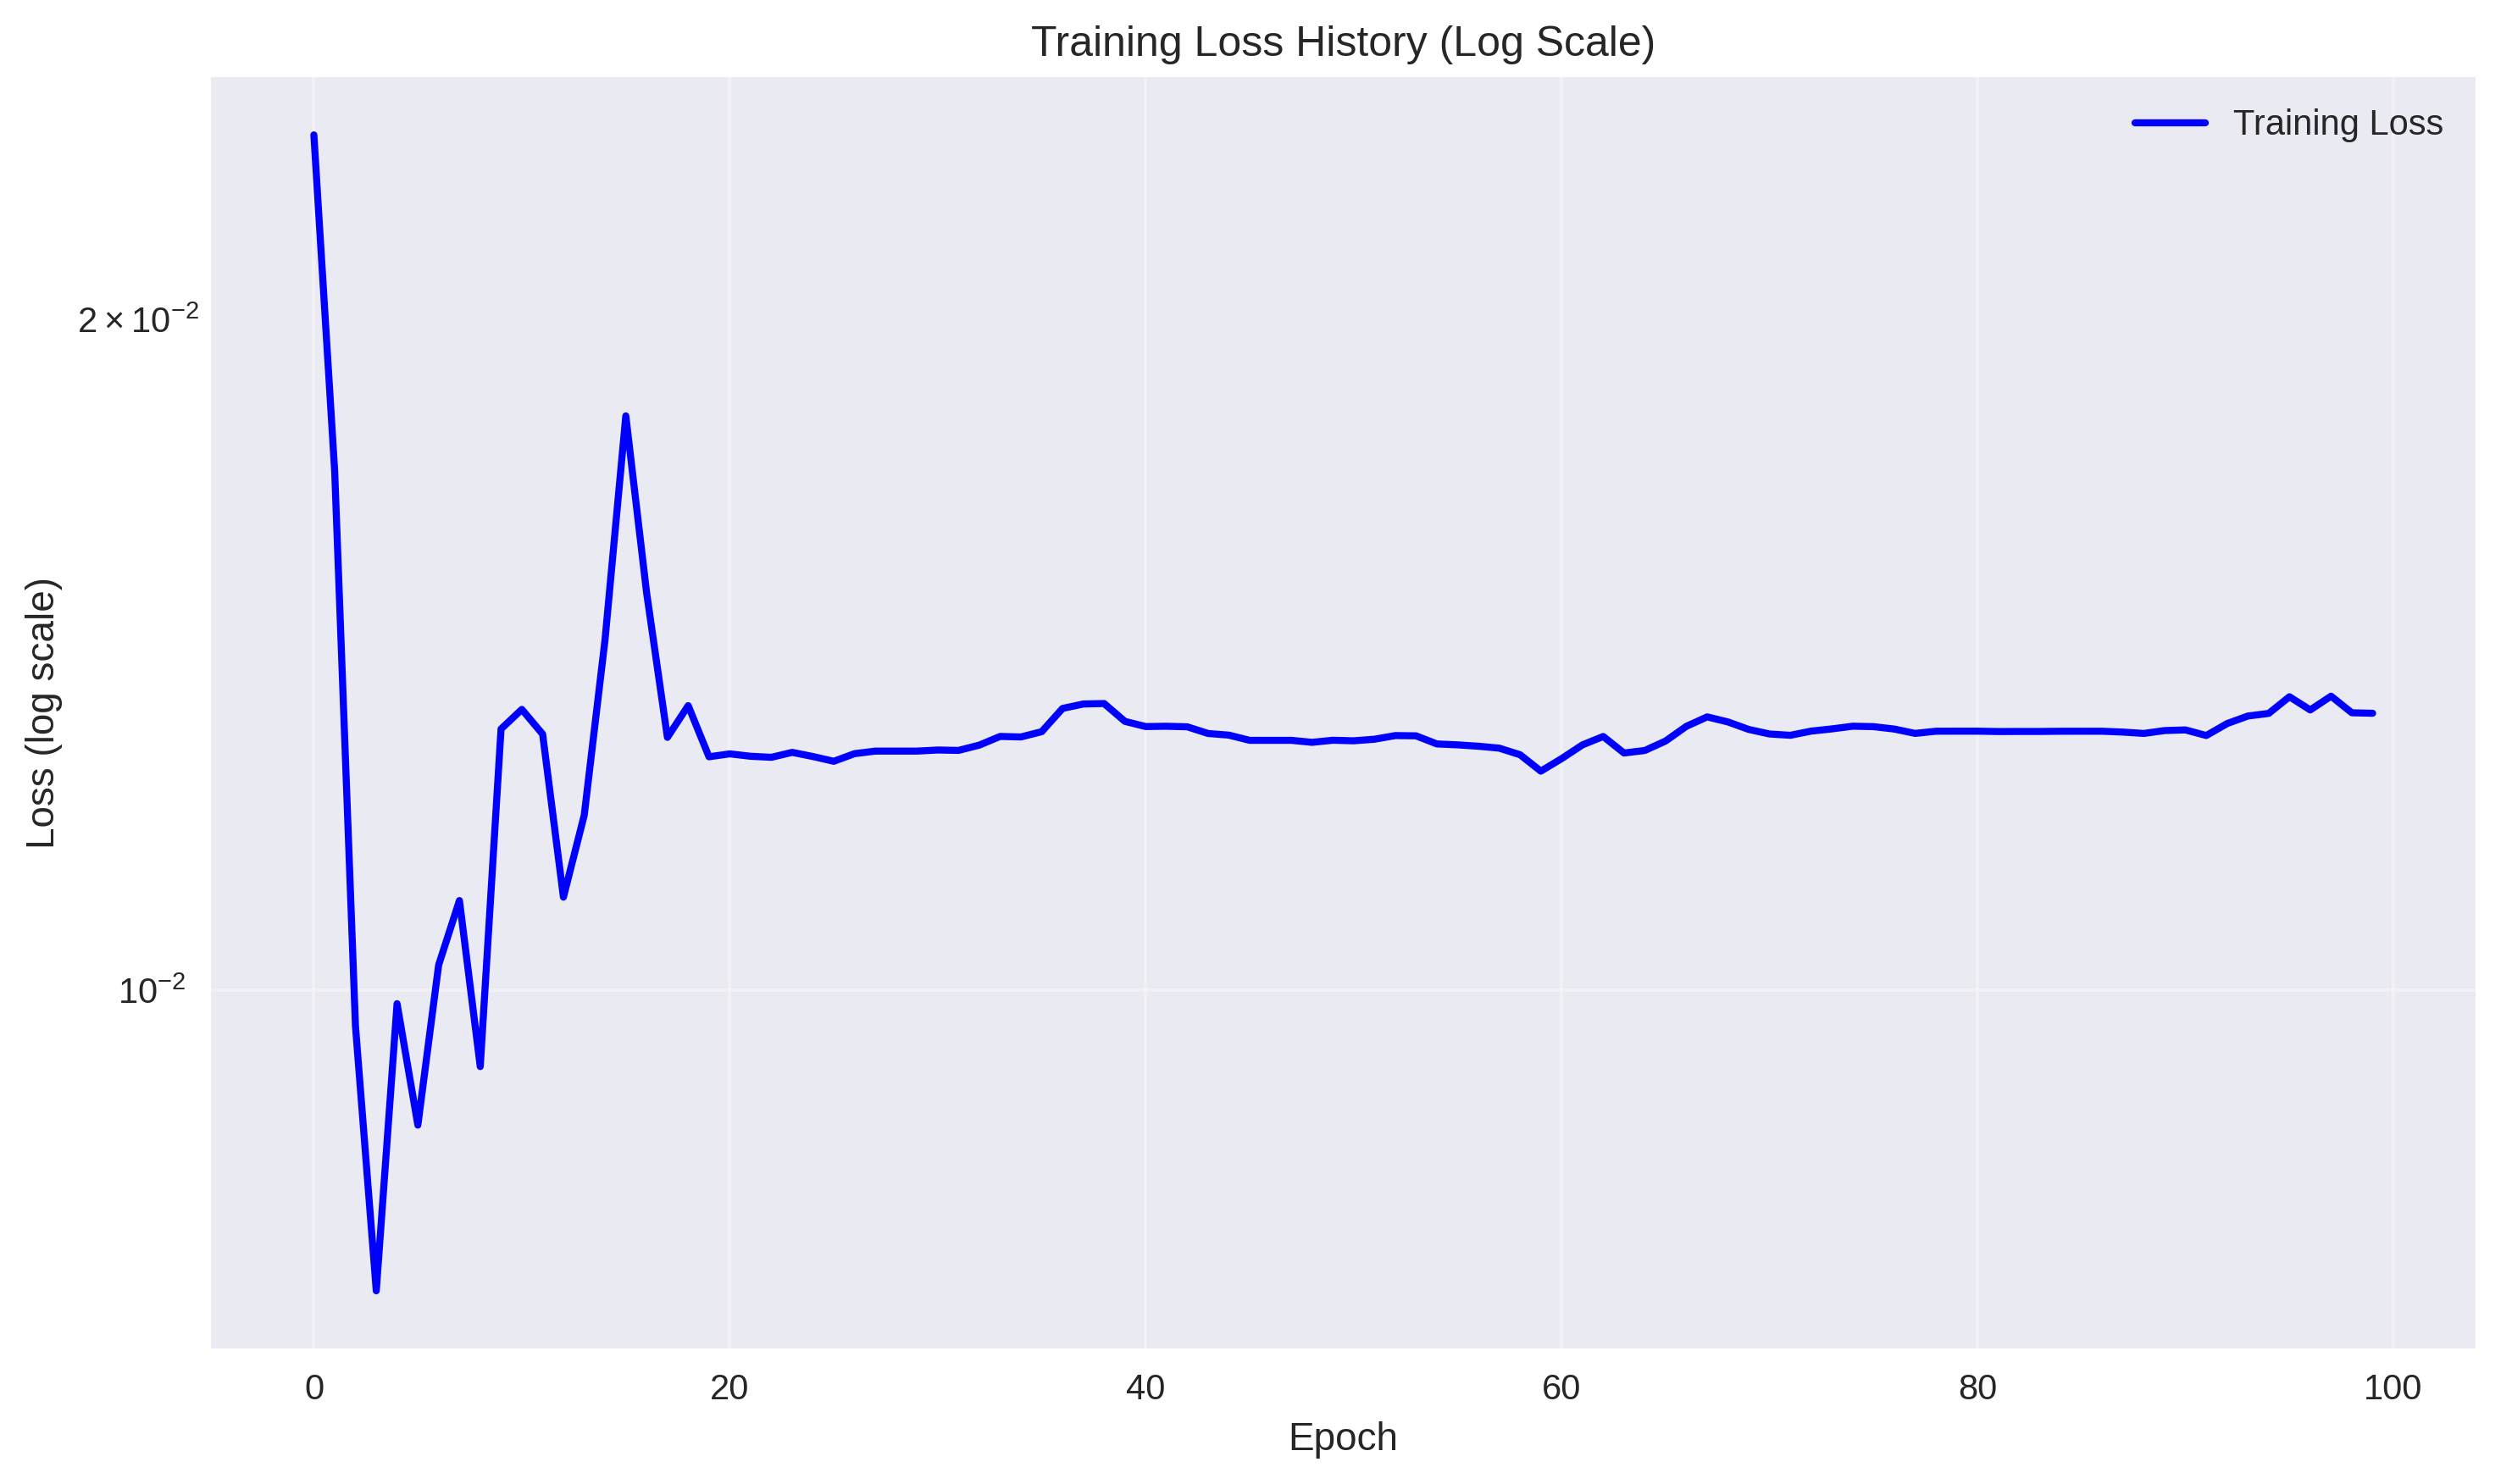 Training Loss History (Log Scale)
Training Loss
2 × 10⁻²
10⁻²
Loss (log scale)
0 20 40 60 80 100
Epoch